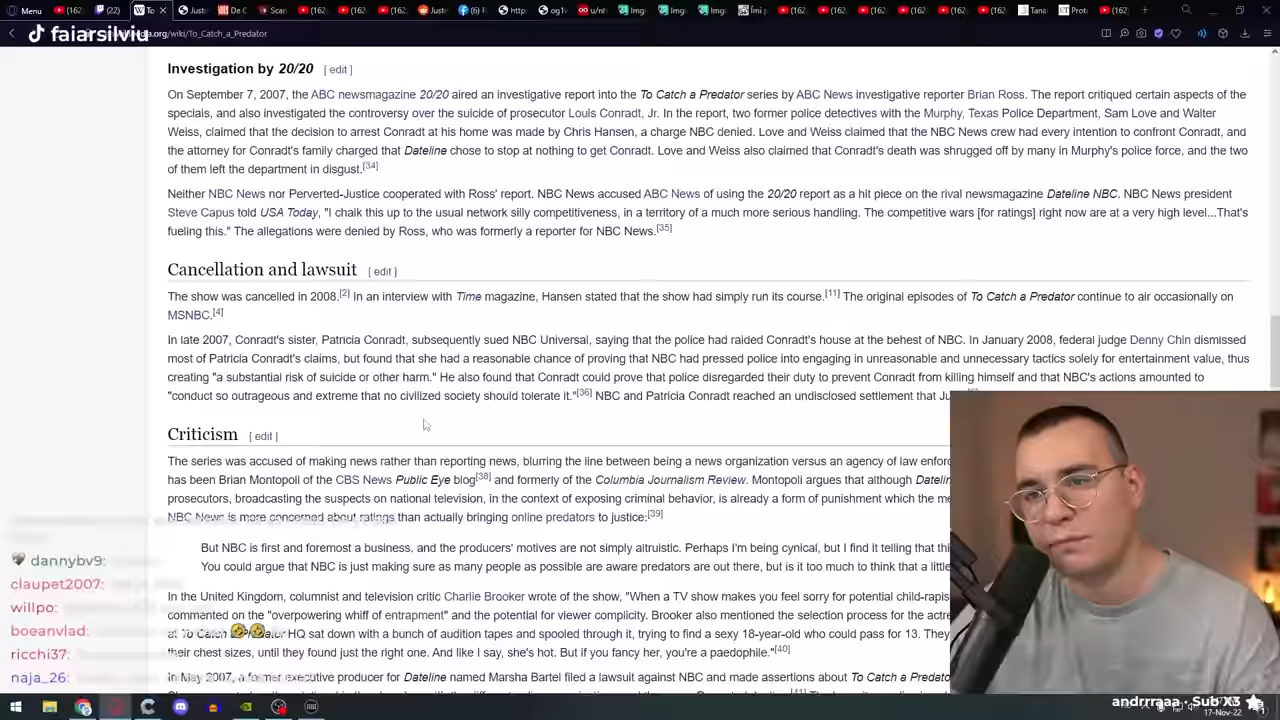 Menu
(162
(22)
To
Juste
De C
Scan
(162
(162
(162
Just
(6) F
http
og1
u/nh
Img
Img
(162
(162
(162
(162
(162
Tana
Prot
(162
faiarsilviu
.org/wiki/To_Catch_a_Predator
Investigation by 20/20 [ edit ]
On September 7, 2007, the ABC newsmagazine 20/20 aired an investigative report into the To Catch a Predator series by ABC News investigative reporter Brian Ross. The report critiqued certain aspects of the
specials, and also investigated the controversy over the suicide of prosecutor Louis Conradt, Jr. In the report, two former police detectives with the Murphy, Texas Police Department, Sam Love and Walter
Weiss, claimed that the decision to arrest Conradt at his home was made by Chris Hansen, a charge NBC denied. Love and Weiss claimed that the NBC News crew had every intention to confront Conradt, and
the attorney for Conradt's family charged that Dateline chose to stop at nothing to get Conradt. Love and Weiss also claimed that Conradt's death was shrugged off by many in Murphy's police force, and the two
of them left the department in disgust.[34]
Neither NBC News nor Perverted-Justice cooperated with Ross' report. NBC News accused ABC News of using the 20/20 report as a hit piece on the rival newsmagazine Dateline NBC. NBC News president
Steve Capus told USA Today, "I chalk this up to the usual network silly competitiveness, in a territory of a much more serious handling. The competitive wars [for ratings] right now are at a very high level...That's
fueling this." The allegations were denied by Ross, who was formerly a reporter for NBC News.[35]
Cancellation and lawsuit [ edit ]
The show was cancelled in 2008.[2] In an interview with Time magazine, Hansen stated that the show had simply run its course.[11] The original episodes of To Catch a Predator continue to air occasionally on
MSNBC.[4]
In late 2007, Conradt's sister, Patricia Conradt, subsequently sued NBC Universal, saying that the police had raided Conradt's house at the behest of NBC. In January 2008, federal judge Denny Chin dismissed
most of Patricia Conradt's claims, but found that she had a reasonable chance of proving that NBC had pressed police into engaging in unreasonable and unnecessary tactics solely for entertainment value, thus
creating "a substantial risk of suicide or other harm." He also found that Conradt could prove that police disregarded their duty to prevent Conradt from killing himself and that NBC's actions amounted to
"conduct so outrageous and extreme that no civilized society should tolerate it."[36] NBC and Patricia Conradt reached an undisclosed settlement that Ju
Criticism [ edit ]
The series was accused of making news rather than reporting news, blurring the line between being a news organization versus an agency of law enforc
has been Brian Montopoli of the CBS News Public Eye blog[38] and formerly of the Columbia Journalism Review. Montopoli argues that although Datelin
prosecutors, broadcasting the suspects on national television, in the context of exposing criminal behavior, is already a form of punishment which the me
NBC News is more concerned about ratings than actually bringing online predators to justice:[39]
But NBC is first and foremost a business, and the producers' motives are not simply altruistic. Perhaps I'm being cynical, but I find it telling that thi
You could argue that NBC is just making sure as many people as possible are aware predators are out there, but is it too much to think that a little
In the United Kingdom, columnist and television critic Charlie Brooker wrote of the show, "When a TV show makes you feel sorry for potential child-rapis
commented on the "overpowering whiff of entrapment" and the potential for viewer complicity. Brooker also mentioned the selection process for the actre
at To Catch HQ sat down with a bunch of audition tapes and spooled through it, trying to find a sexy 18-year-old who could pass for 13. They
their chest sizes, until they found just the right one. And like I say, she's hot. But if you fancy her, you're a paedophile."[40]
In May 2007, a former executive producer for Dateline named Marsha Bartel filed a lawsuit against NBC and made assertions about To Catch a Predato
dannybv9:
claupet2007:
willpo:
boeanvlad:
ricchi37:
naja_26:
andrrraaa · Sub X3
17-Nov-22